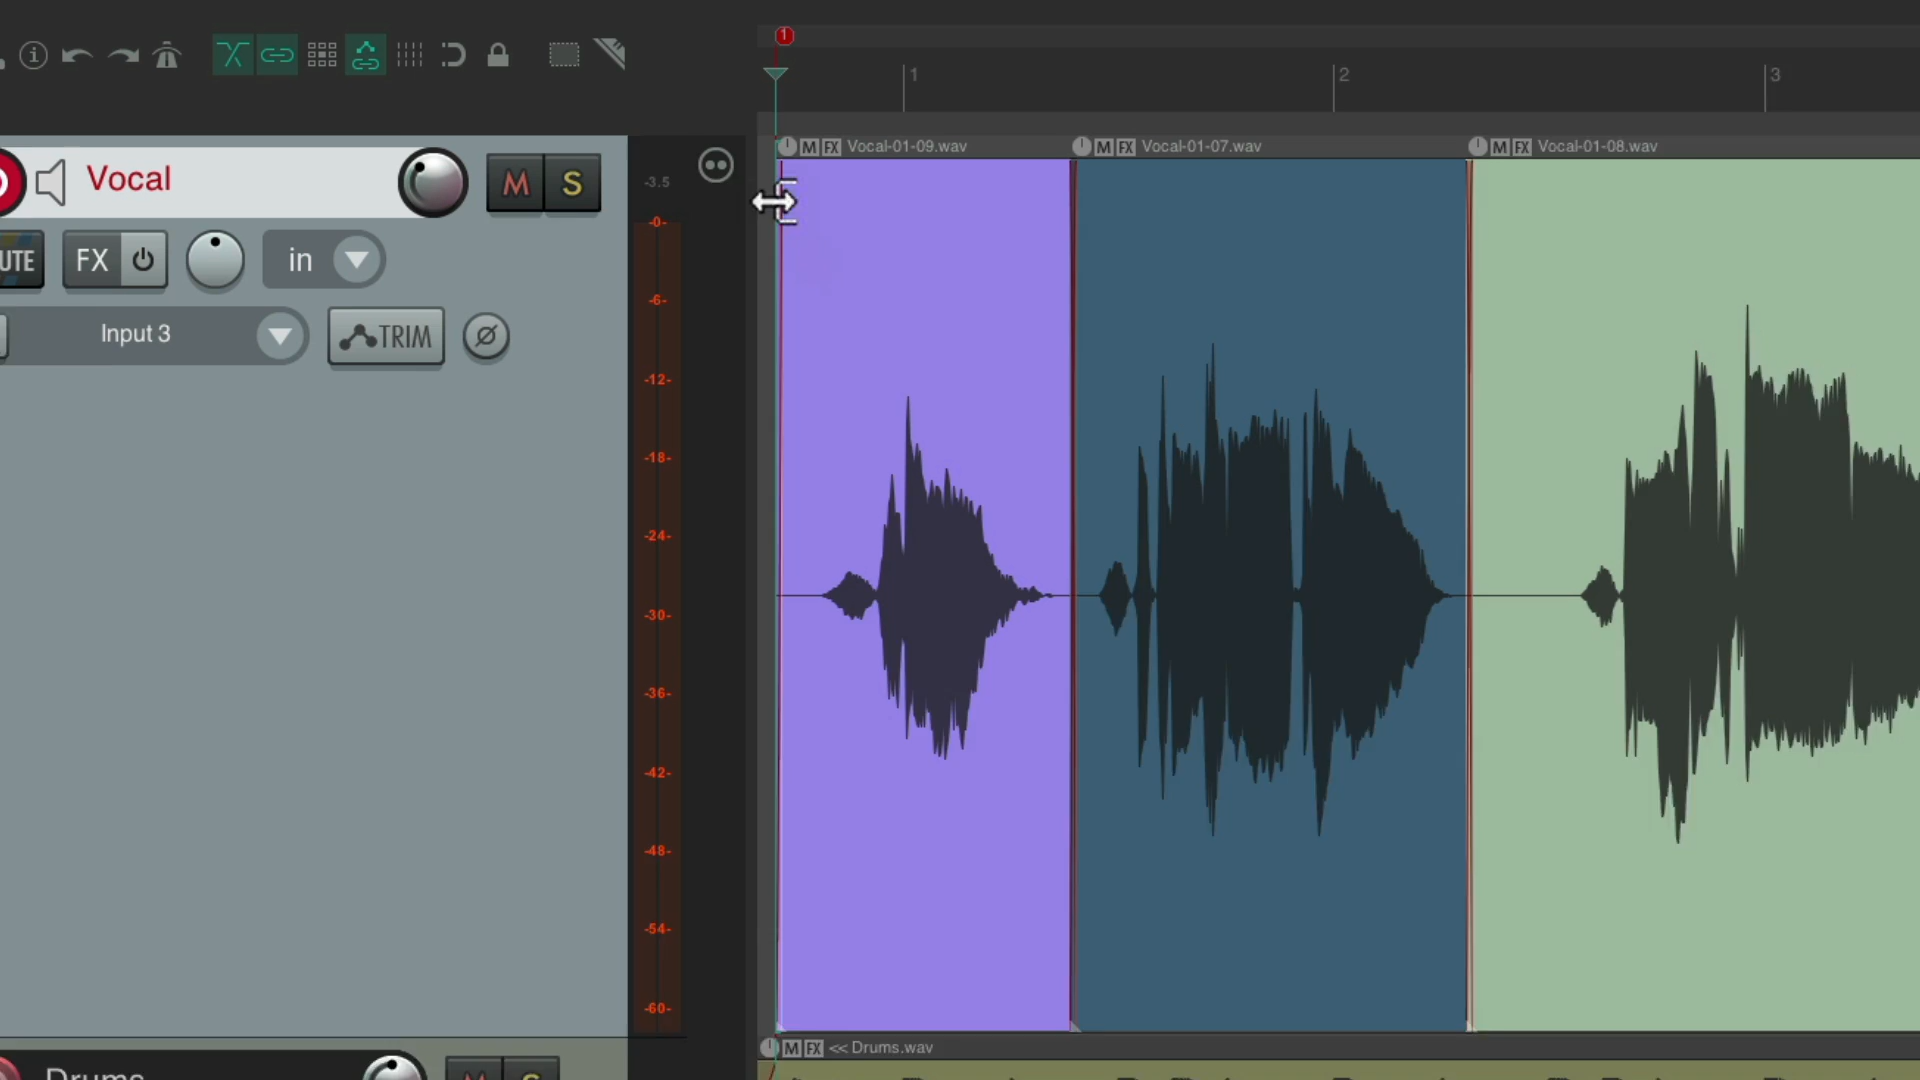 1
1 2 3
M FX Vocal-01-09.wav M FX Vocal-01-07.wav M FX Vocal-01-08.wav
Vocal M S
-3.5
-0-
UTE FX in
-6-
Input 3 TRIM
-12-
-18-
-24-
-30-
-36-
-42-
-48-
-54-
-60-
M FX << Drums.wav
Drums M S